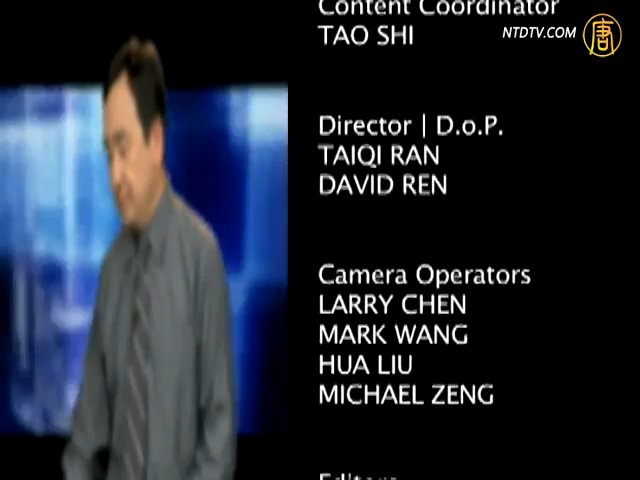 Content Coordinator
TAO SHI
NTDTV.COM
唐
Director | D.o.P.
TAIQI RAN
DAVID REN
Camera Operators
LARRY CHEN
MARK WANG
HUA LIU
MICHAEL ZENG
Editors